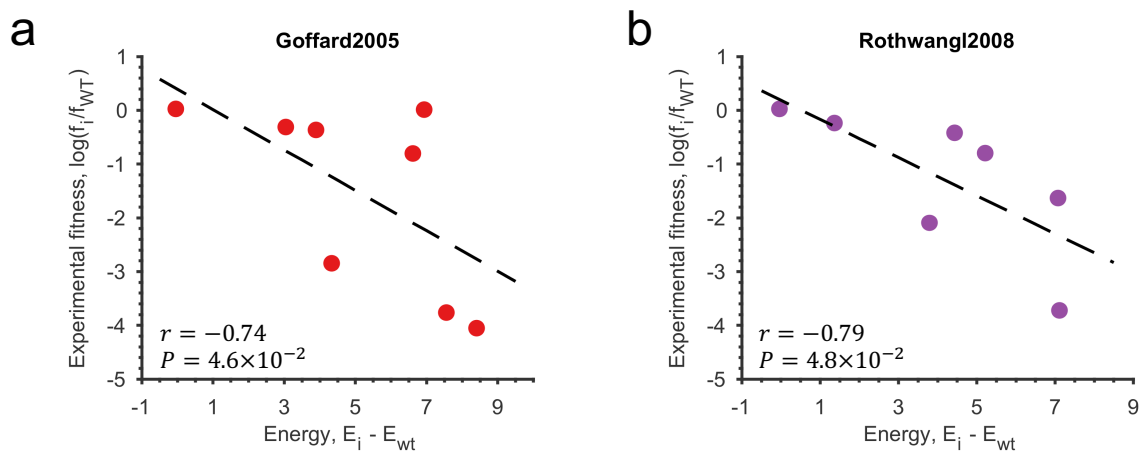 a
Goffard2005
Experimental fitness, log(fi/fWT)
1
0
-1
-2
-3
-4
-5
r = −0.74
P = 4.6×10⁻²
-1
1
3
5
7
9
Energy, Ei - Ewt
b
Rothwangl2008
Experimental fitness, log(fi/fWT)
1
0
-1
-2
-3
-4
-5
r = −0.79
P = 4.8×10⁻²
-1
1
3
5
7
9
Energy, Ei - Ewt